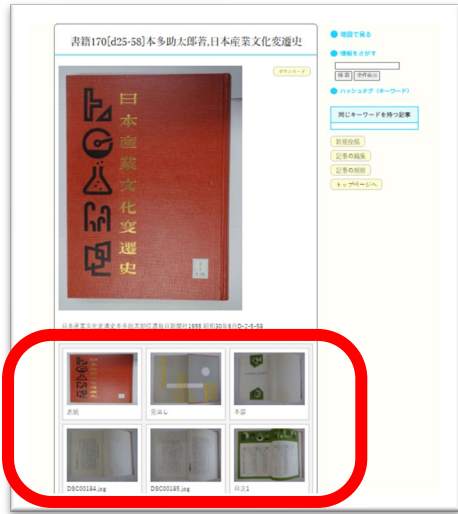 書籍170[d25-58]本多助太郎著,日本産業文化変遷史
ダウンロード
日本産業文化変遷史
地図で見る
情報をさがす
検索
全件表示
ハッシュタグ（キーワード）
同じキーワードを持つ記事
新規投稿
記事の編集
記事の削除
トップページへ
表紙
見返し
本扉
DSC00184.jpg
DSC00185.jpg
目次1